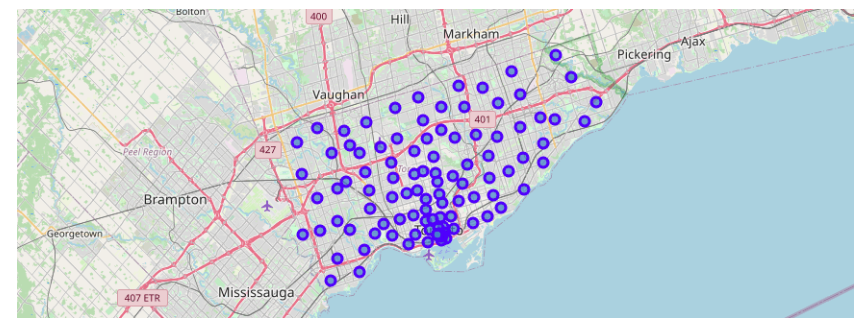 Bolton
400
Hill
Markham
Ajax
Pickering
Vaughan
401
427
Peel Region
Brampton
Georgetown
Mississauga
407 ETR